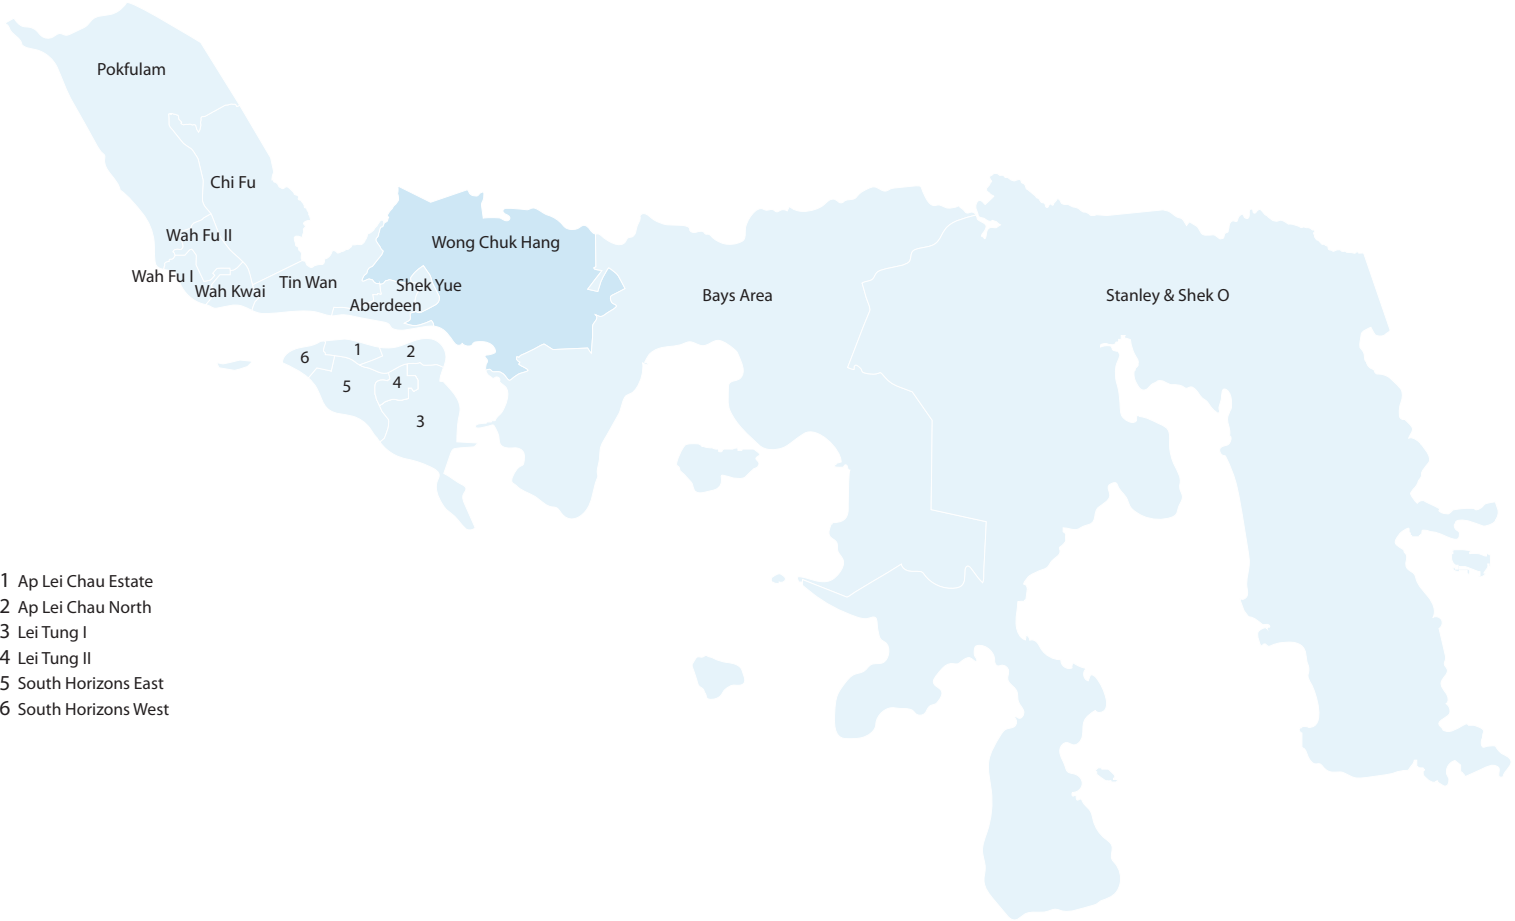 Pokfulam
Chi Fu
Wah Fu II
Wong Chuk Hang
Wah Fu I
Wah Kwai
Tin Wan
Shek Yue
Aberdeen
Bays Area
Stanley & Shek O
1
2
6
5
4
3
1 Ap Lei Chau Estate
2 Ap Lei Chau North
3 Lei Tung I
4 Lei Tung II
5 South Horizons East
6 South Horizons West